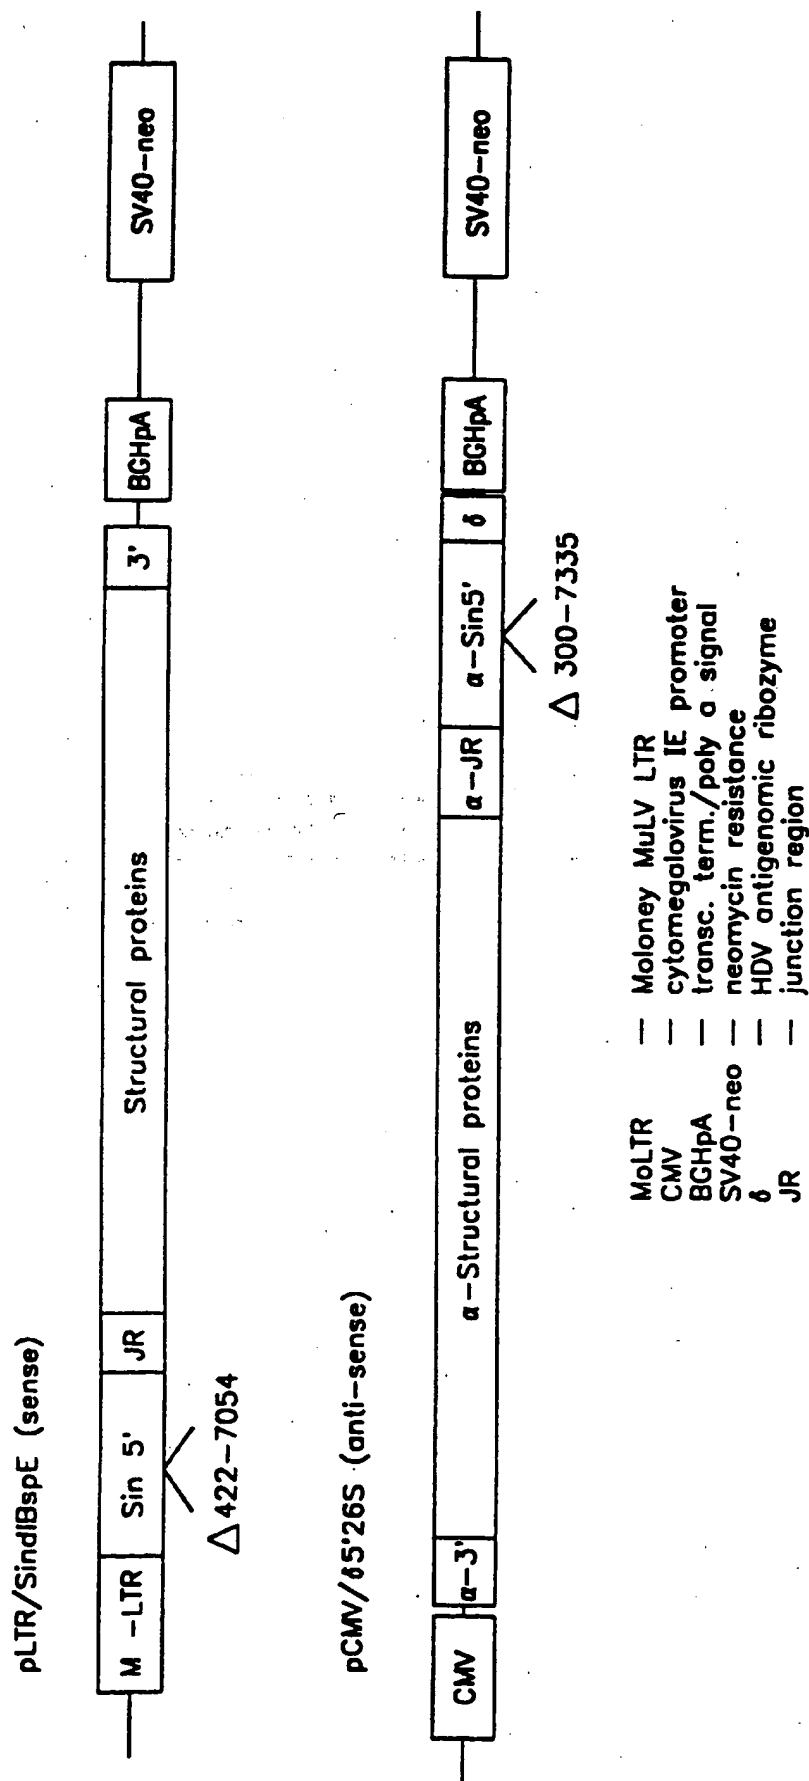 pLTR/SindlBspE (sense)
M -LTR
Sin 5'
JR
Structural proteins
3'
BGHpA
SV40-neo
△422-7054
pCMV/δ5'26S (anti-sense)
CMV
α-3'
α-Structural proteins
α-JR
α-Sin5'
δ
BGHpA
SV40-neo
△ 300-7335
MoLTR — Moloney MuLV LTR
CMV — cytomegalovirus IE promoter
BGHpA — transc. term./poly a signal
SV40-neo — neomycin resistance
δ — HDV antigenomic ribozyme
JR — junction region